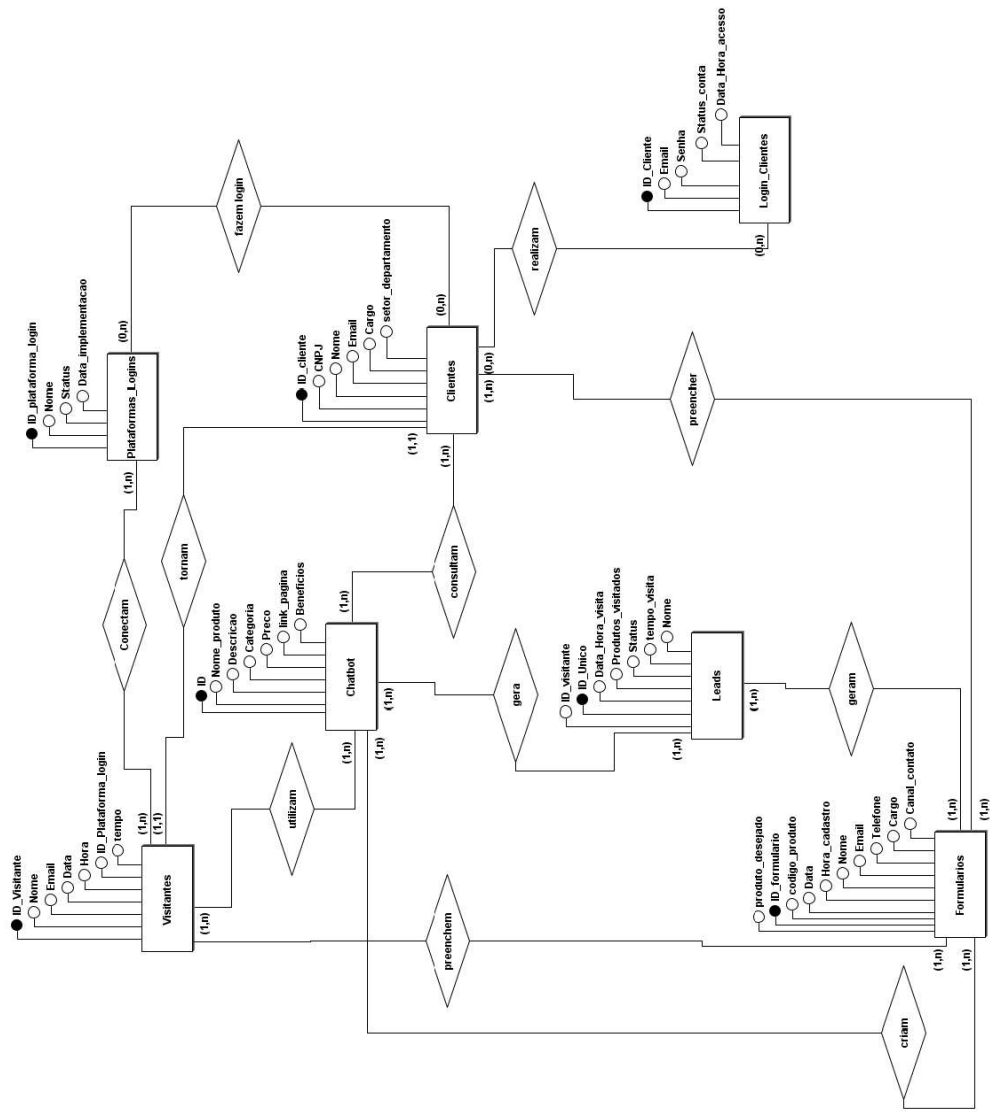 ID_Visitante
Nome
Email
Data
Hora
ID_Plataforma_login
tempo
Visitantes
(1,n)
(1,1)
(1,n)
Conectam
(1,n)
ID_plataforma_login
Nome
Status
Data_implementacao
Plataformas_Logins
(0,n)
fazem login
(0,n)
tornam
(1,1)
ID_cliente
CNPJ
Nome
Email
Cargo
setor_departamento
Clientes
(1,n)
(0,n)
(1,n)
utilizam
(1,n)
ID
Nome_produto
Descricao
Categoria
Preco
link_pagina
Beneficios
Chatbot
(1,n)
(1,n)
(1,n)
consultam
realizam
(0,n)
ID_Cliente
Email
Senha
Status_conta
Data_Hora_acesso
Login_Clientes
gera
(1,n)
ID_visitante
ID_Unico
Data_Hora_visita
Produtos_visitados
Status
tempo_visita
Nome
Leads
(1,n)
preencher
preenchem
geram
(1,n)
(1,n)
(1,n)
(1,n)
produto_desejado
ID_formulario
codigo_produto
Data
Hora_cadastro
Nome
Email
Telefone
Cargo
Canal_contato
Formularios
criam